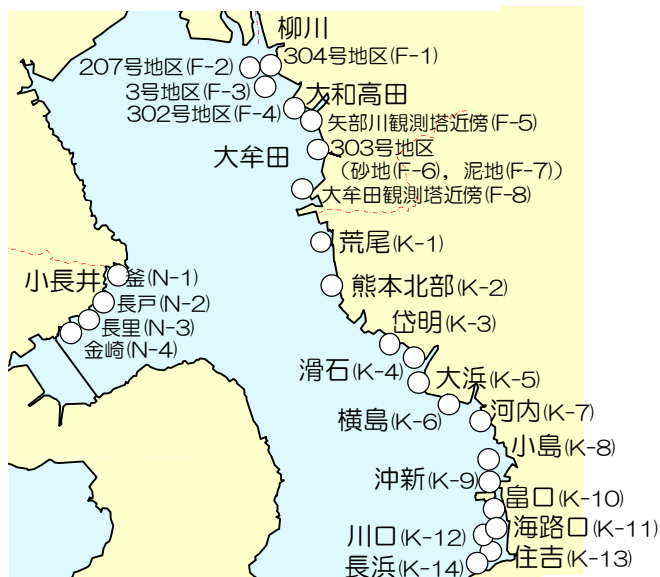 柳川
304号地区(F-1)
207号地区(F-2)
3号地区(F-3)
大和高田
302号地区(F-4)
矢部川観測塔近傍(F-5)
大牟田
303号地区
(砂地(F-6)，泥地(F-7))
大牟田観測塔近傍(F-8)
荒尾(K-1)
小長井
釜(N-1)
熊本北部(K-2)
長戸(N-2)
長里(N-3)
金崎(N-4)
岱明(K-3)
滑石(K-4)
大浜(K-5)
横島(K-6)
河内(K-7)
小島(K-8)
沖新(K-9)
畠口(K-10)
海路口(K-11)
川口(K-12)
住吉(K-13)
長浜(K-14)